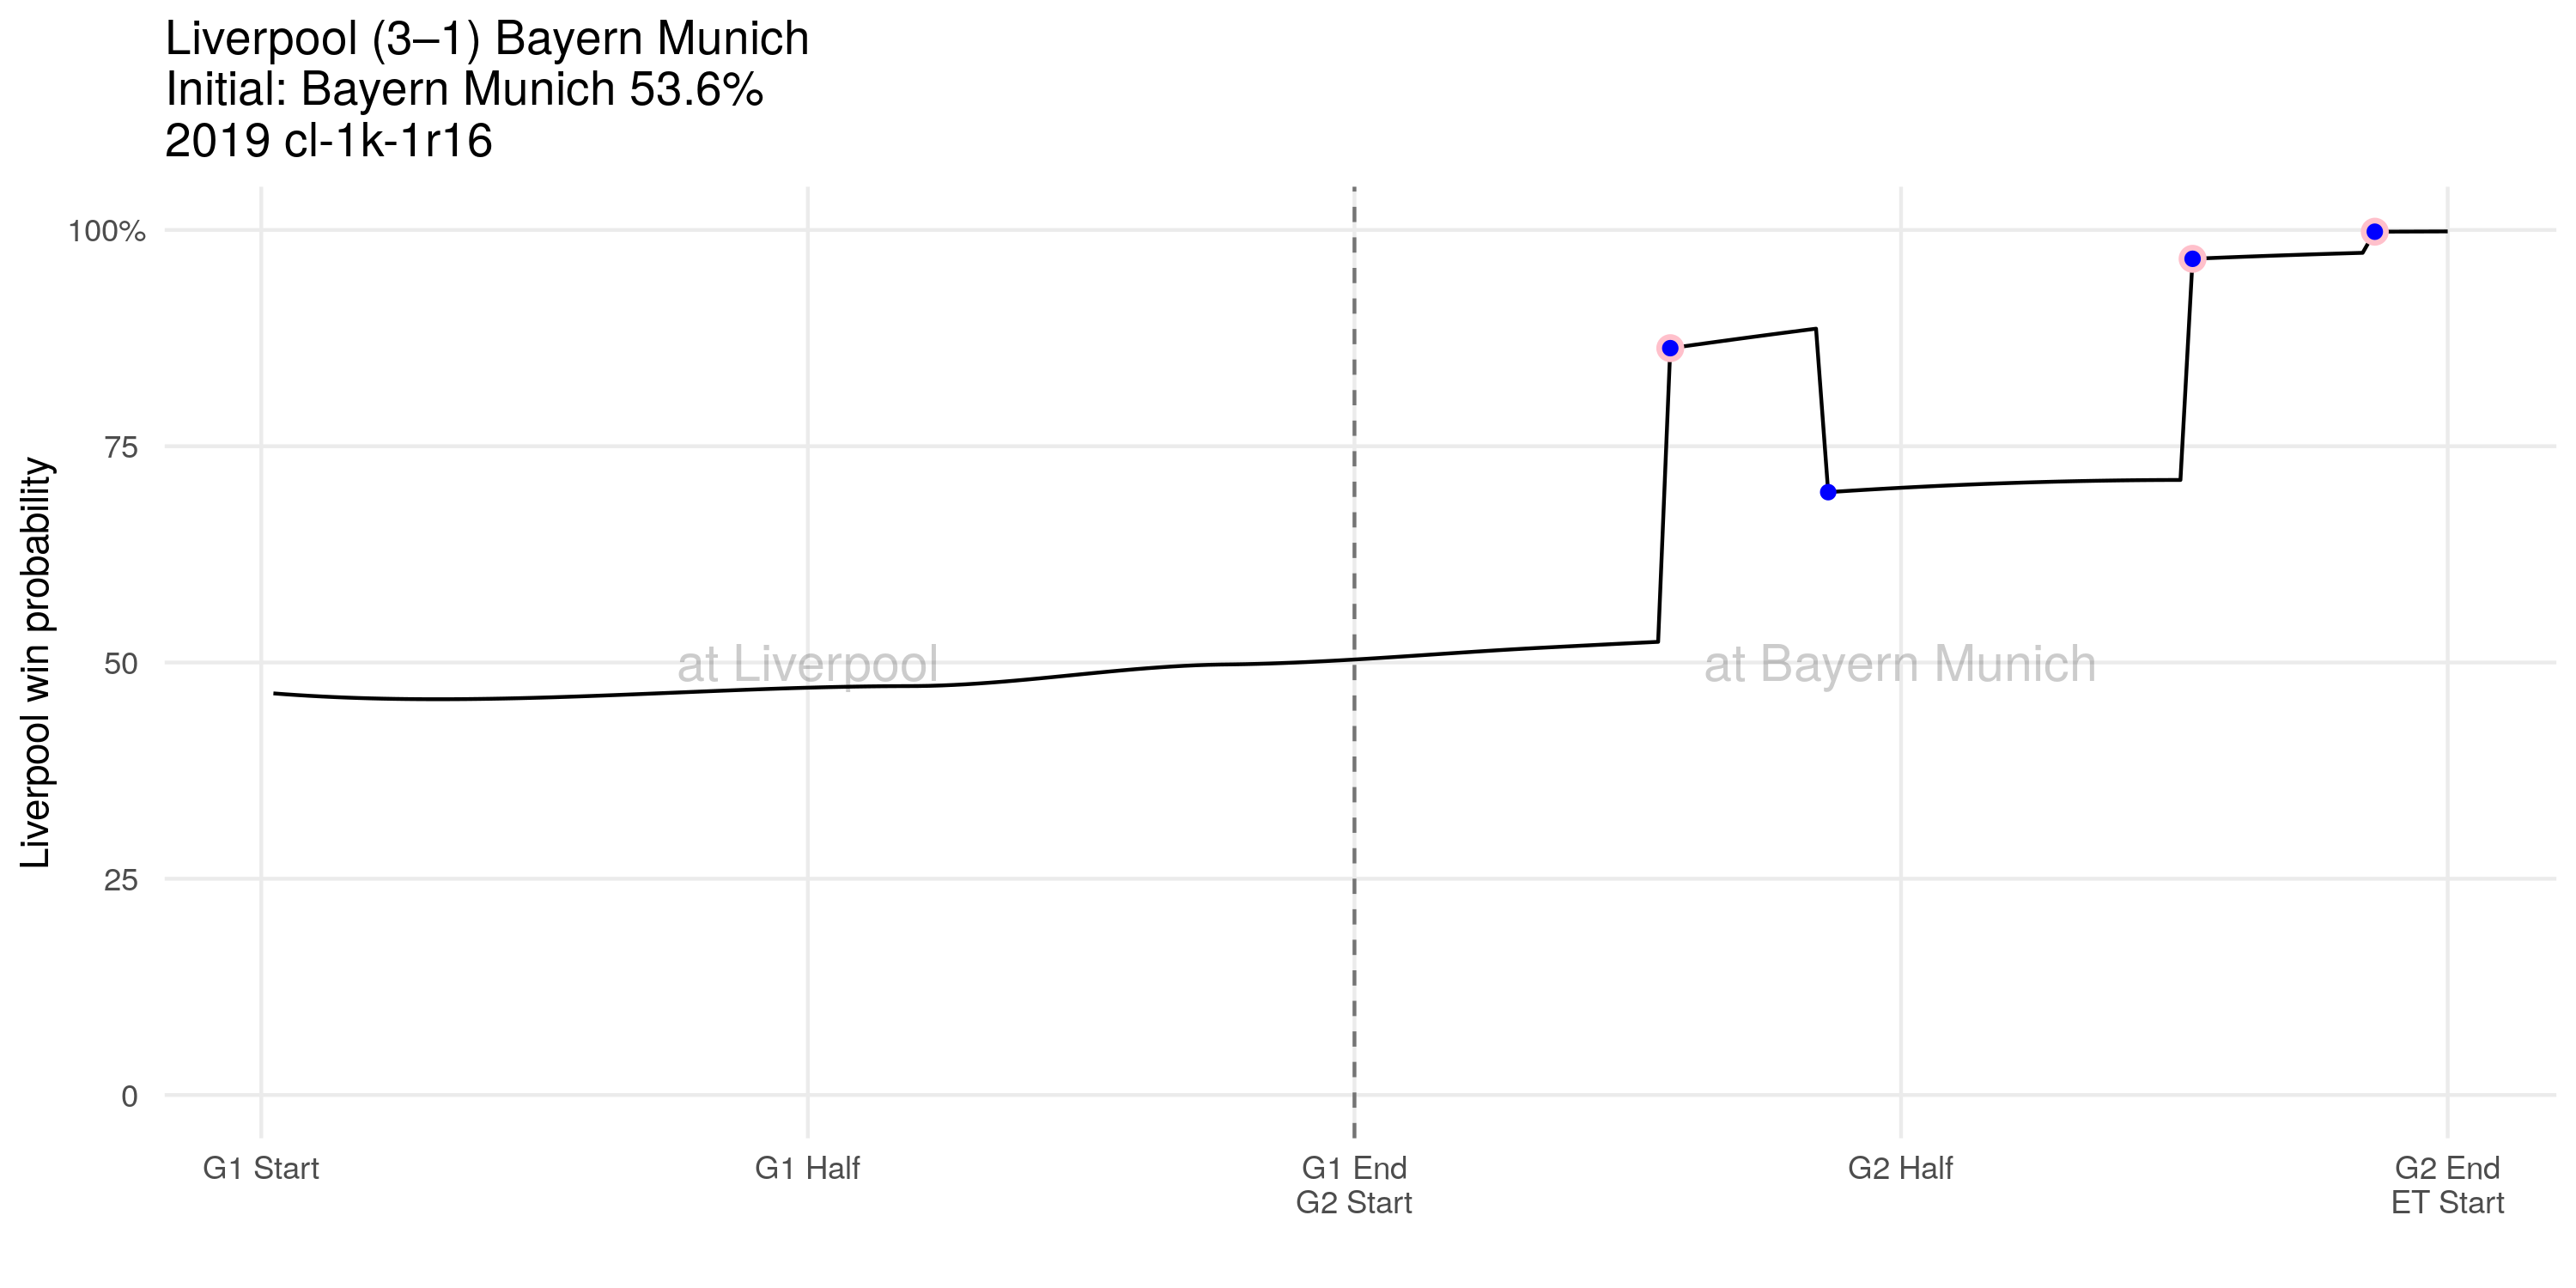 Liverpool (3–1) Bayern Munich
Initial: Bayern Munich 53.6%
2019 cl-1k-1r16
Liverpool win probability
100%
75
50
25
0
at Liverpool
at Bayern Munich
G1 Start
G1 Half
G1 End
G2 Start
G2 Half
G2 End
ET Start